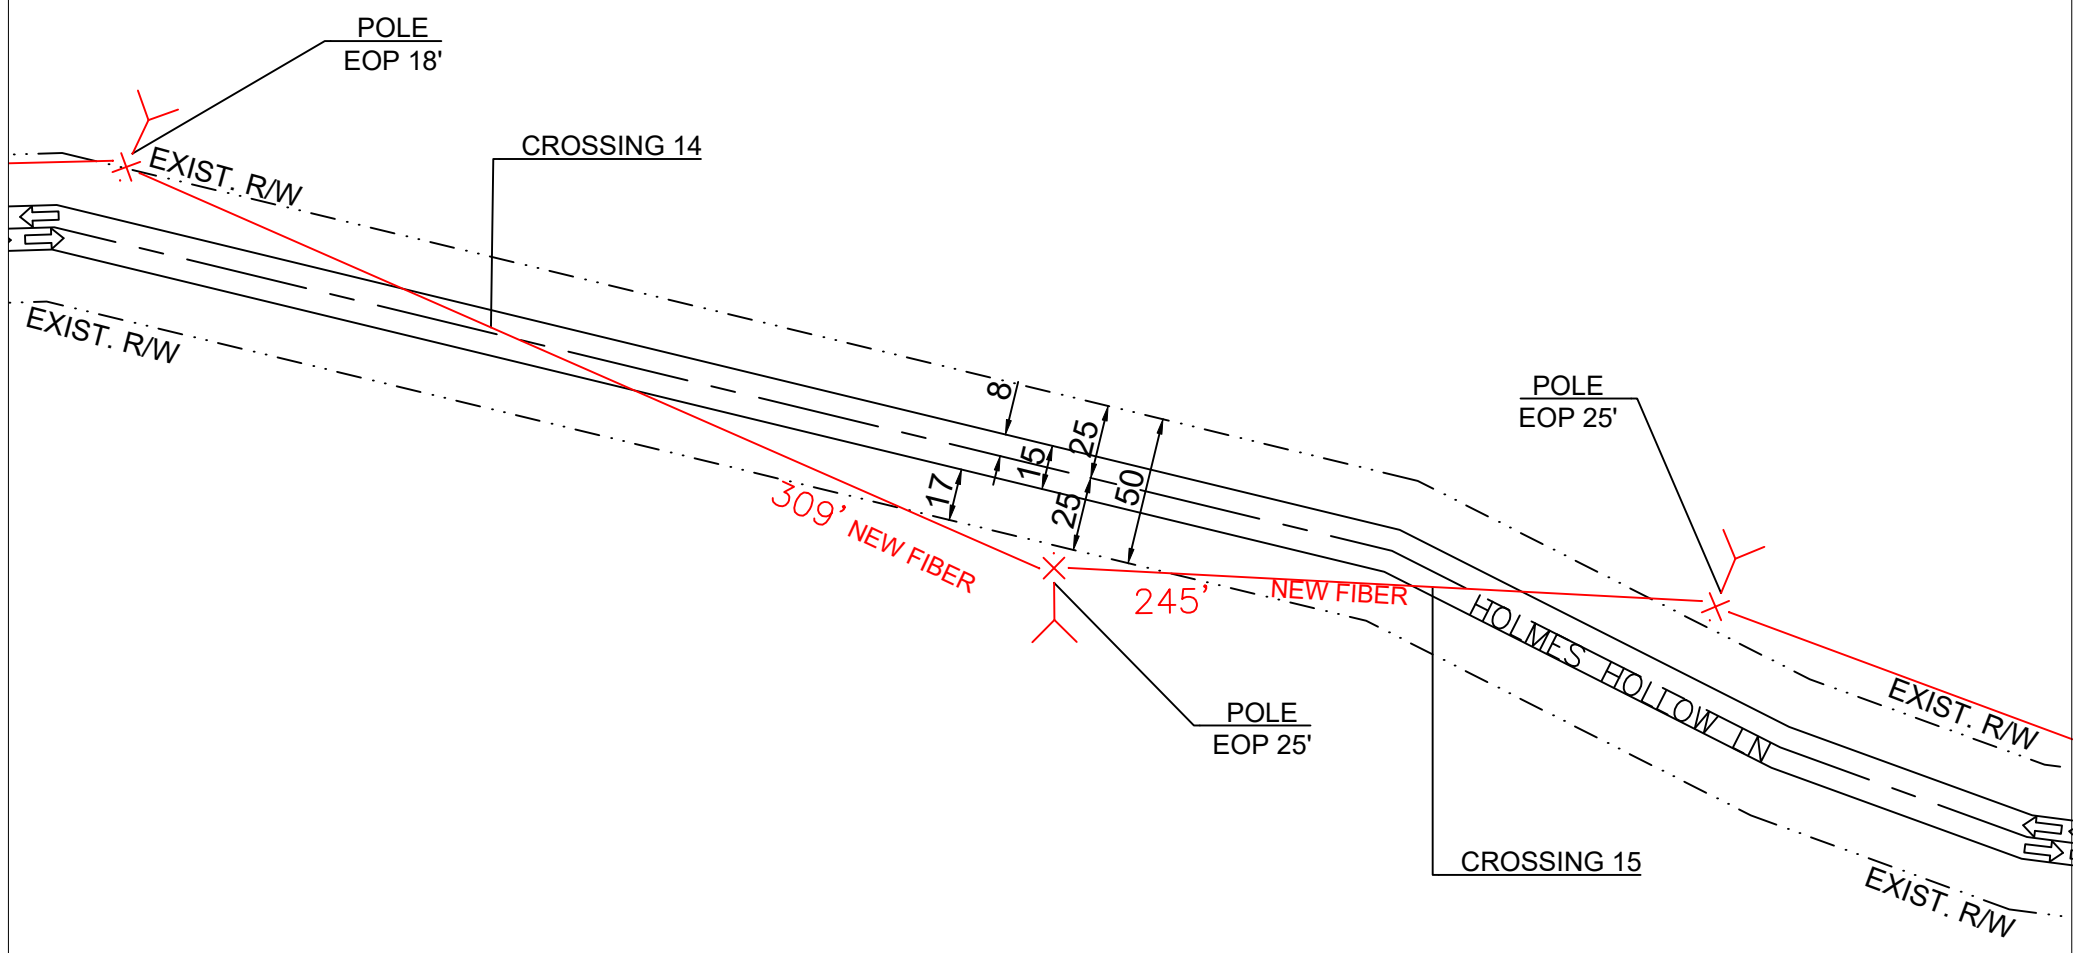 POLE
EOP 18'
CROSSING 14
EXIST. R/W
EXIST. R/W
8
25
15
17
50
25
POLE
EOP 25'
309' NEW FIBER
245' NEW FIBER
HOLMES HOLLOW LN
EXIST. R/W
POLE
EOP 25'
CROSSING 15
EXIST. R/W